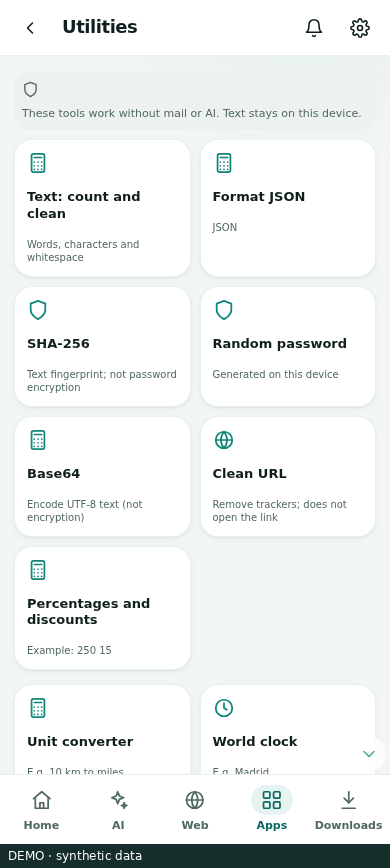 Utilities
These tools work without mail or AI. Text stays on this device.
Text: count and
clean
Words, characters and
whitespace
Format JSON
JSON
SHA-256
Text fingerprint; not password
encryption
Random password
Generated on this device
Base64
Encode UTF-8 text (not
encryption)
Clean URL
Remove trackers; does not
open the link
Percentages and
discounts
Example: 250 15
Unit converter
E.g. 10 km to miles
World clock
E.g. Madrid
Home
AI
Web
Apps
Downloads
DEMO · synthetic data